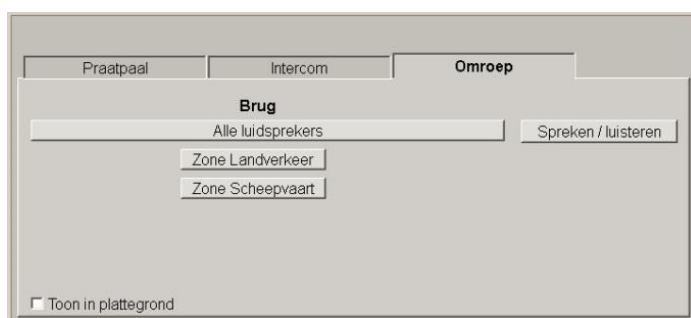 Praatpaal Intercom Omroep
Brug
Alle luidsprekers Spreken / luisteren
Zone Landverkeer
Zone Scheepvaart
Toon in plattegrond